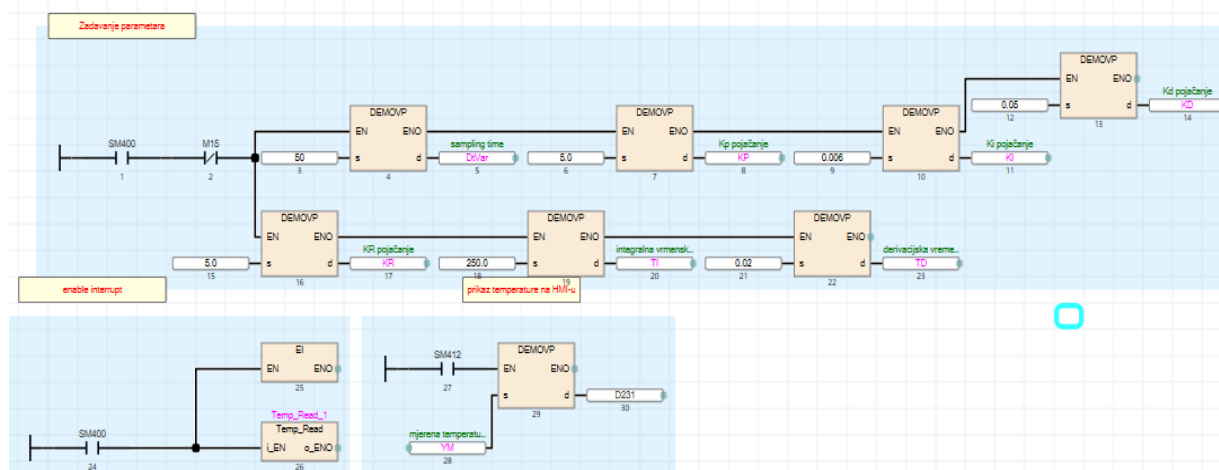 Zadavanje parametara
DEMOVP
EN ENO
0.05 s d KD
Kd pojačanje
12 13 14
SM400 M15
1 2
DEMOVP DEMOVP DEMOVP
EN ENO EN ENO EN ENO
sampling time Kp pojačanje Ki pojačanje
50 s d DtVar 5.0 s d KP 0.006 s d KI
3 4 5 6 7 8 9 10 11
DEMOVP DEMOVP DEMOVP
EN ENO EN ENO EN ENO
KR pojačanje integralna vrmensk... derivacijska vreme...
5.0 s d KR 250.0 s d TI 0.02 s d TD
15 16 17 18 19 20 21 22 23
enable interrupt
prikaz temperature na HMI-u
EI
EN ENO
25
Temp_Read_1
Temp_Read
SM400
i_EN o_ENO
24 26
SM412
27
DEMOVP
EN ENO
s d D231
29 30
mjerena temperatu...
YM
28